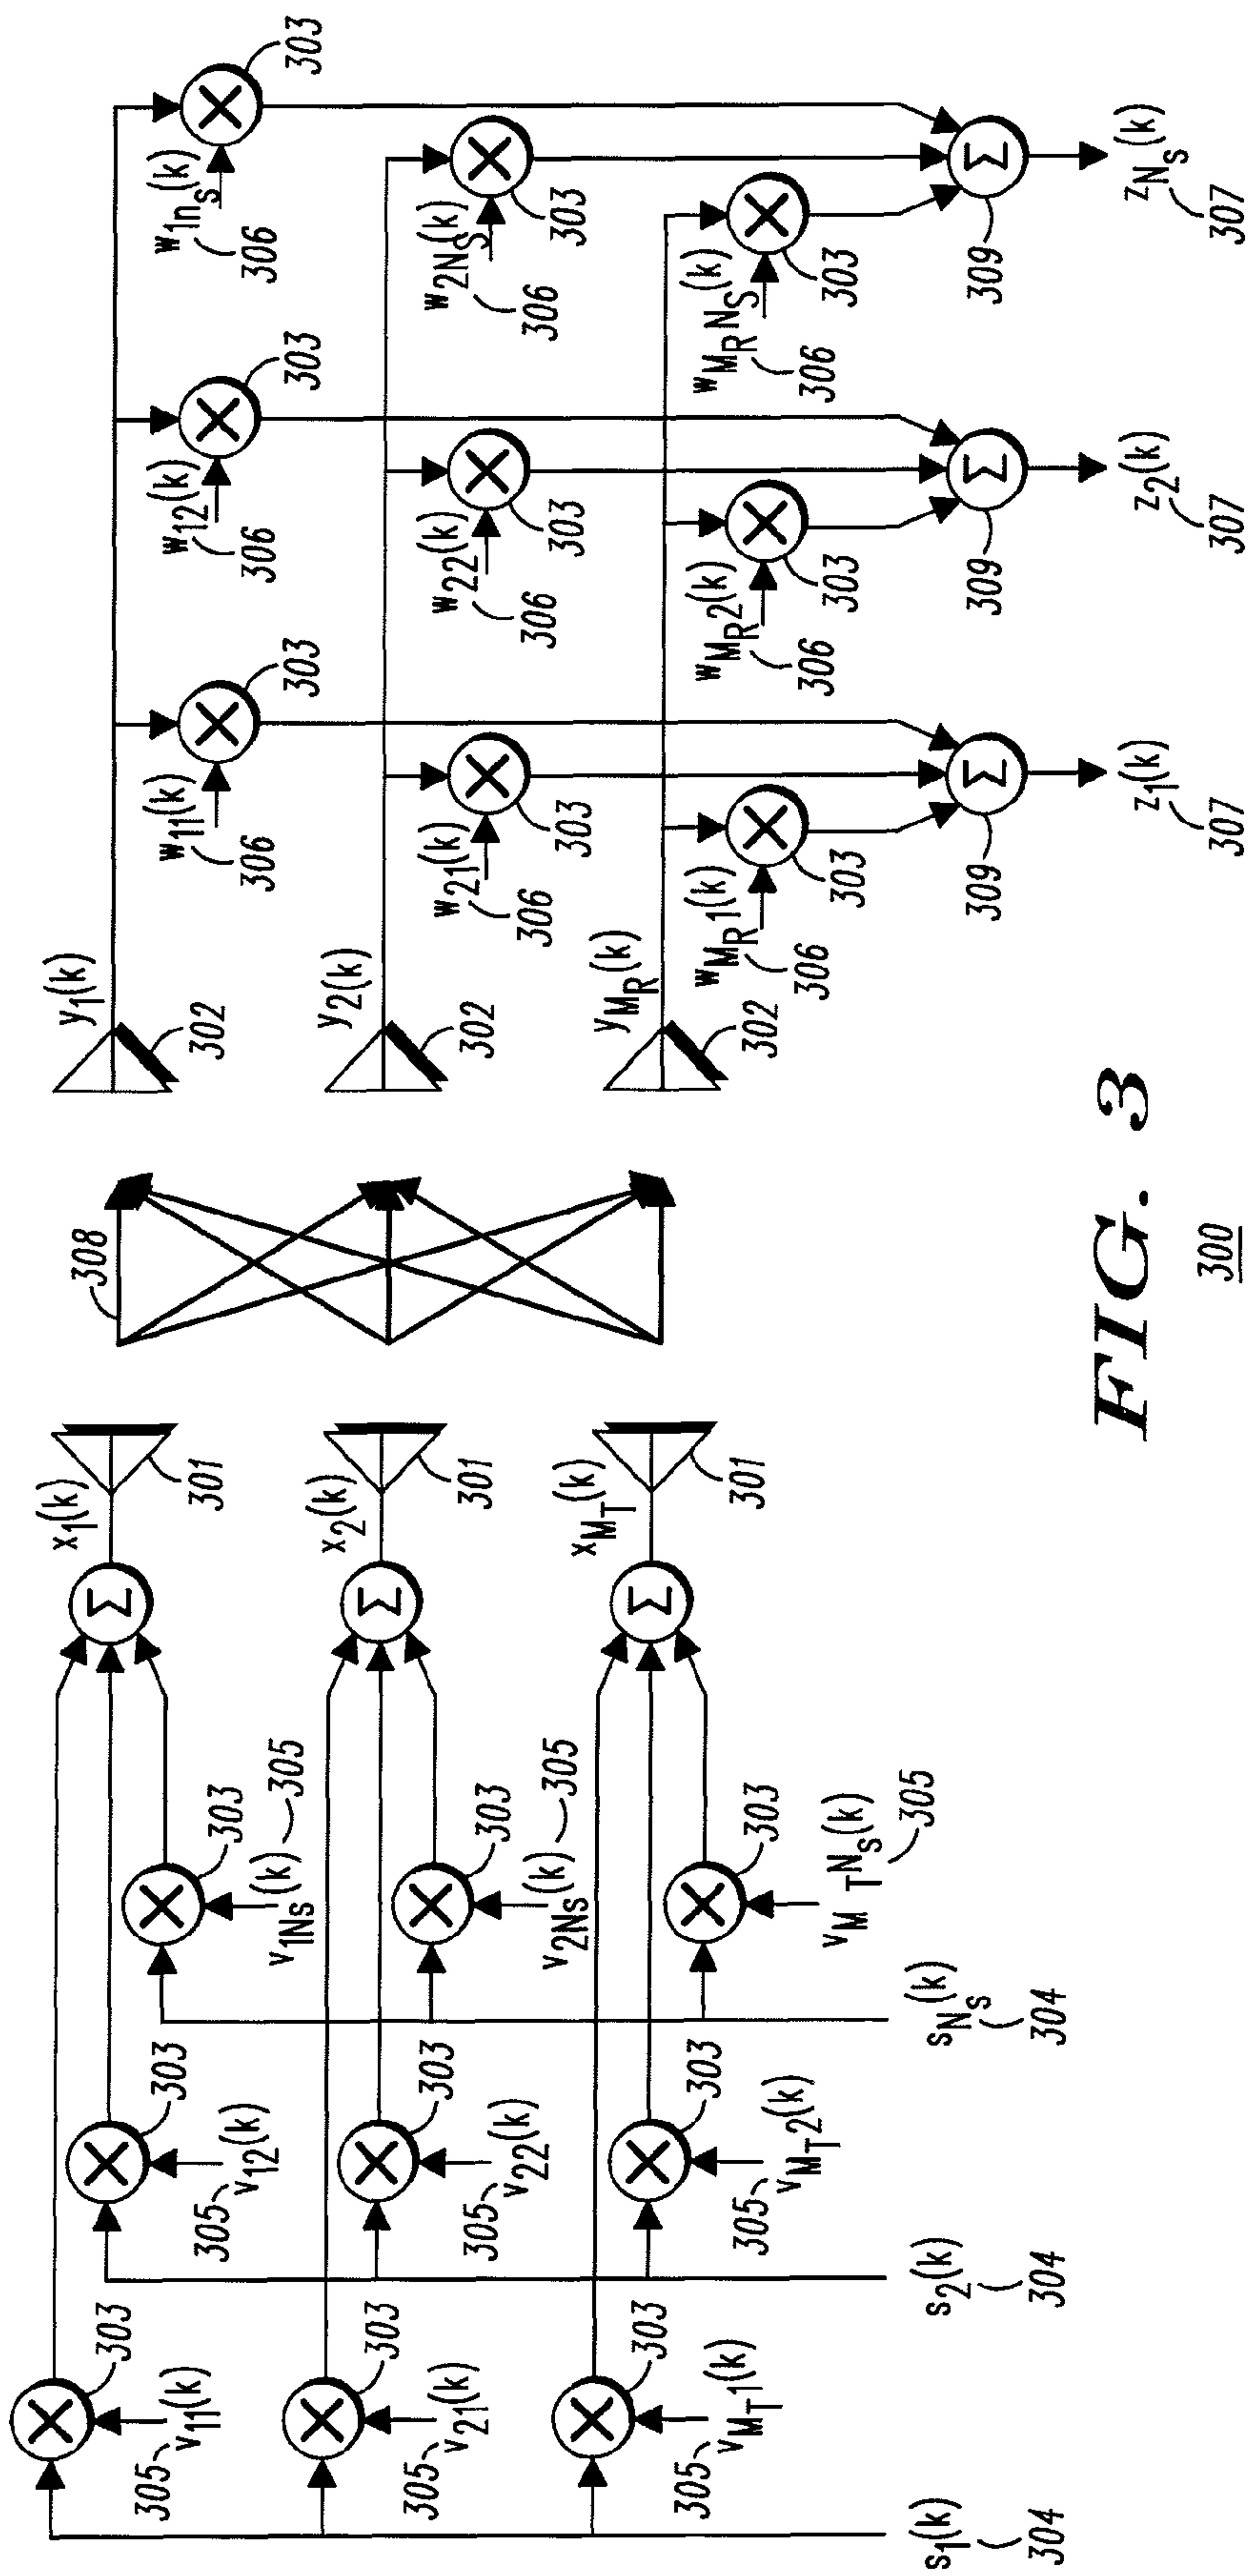 303
305
v11(k)
303
305
v12(k)
303
v1Ns(k)
305
x1(k)
301
303
305
v21(k)
303
305
v22(k)
303
v2Ns(k)
305
x2(k)
301
303
305
vMT1(k)
303
305
vMT2(k)
303
vMTNs(k)
305
xMT(k)
301
s1(k)
304
s2(k)
304
sNs(k)
304
Σ
Σ
Σ
308
y1(k)
302
w11(k)
306
303
w12(k)
306
303
w1ns(k)
306
303
y2(k)
302
w21(k)
306
303
w22(k)
306
303
w2NS(k)
306
303
yMR(k)
302
wMR1(k)
306
303
wMR2(k)
306
303
wMRNS(k)
306
303
Σ
309
Σ
309
Σ
309
z1(k)
307
z2(k)
307
zNs(k)
307
FIG. 3
300